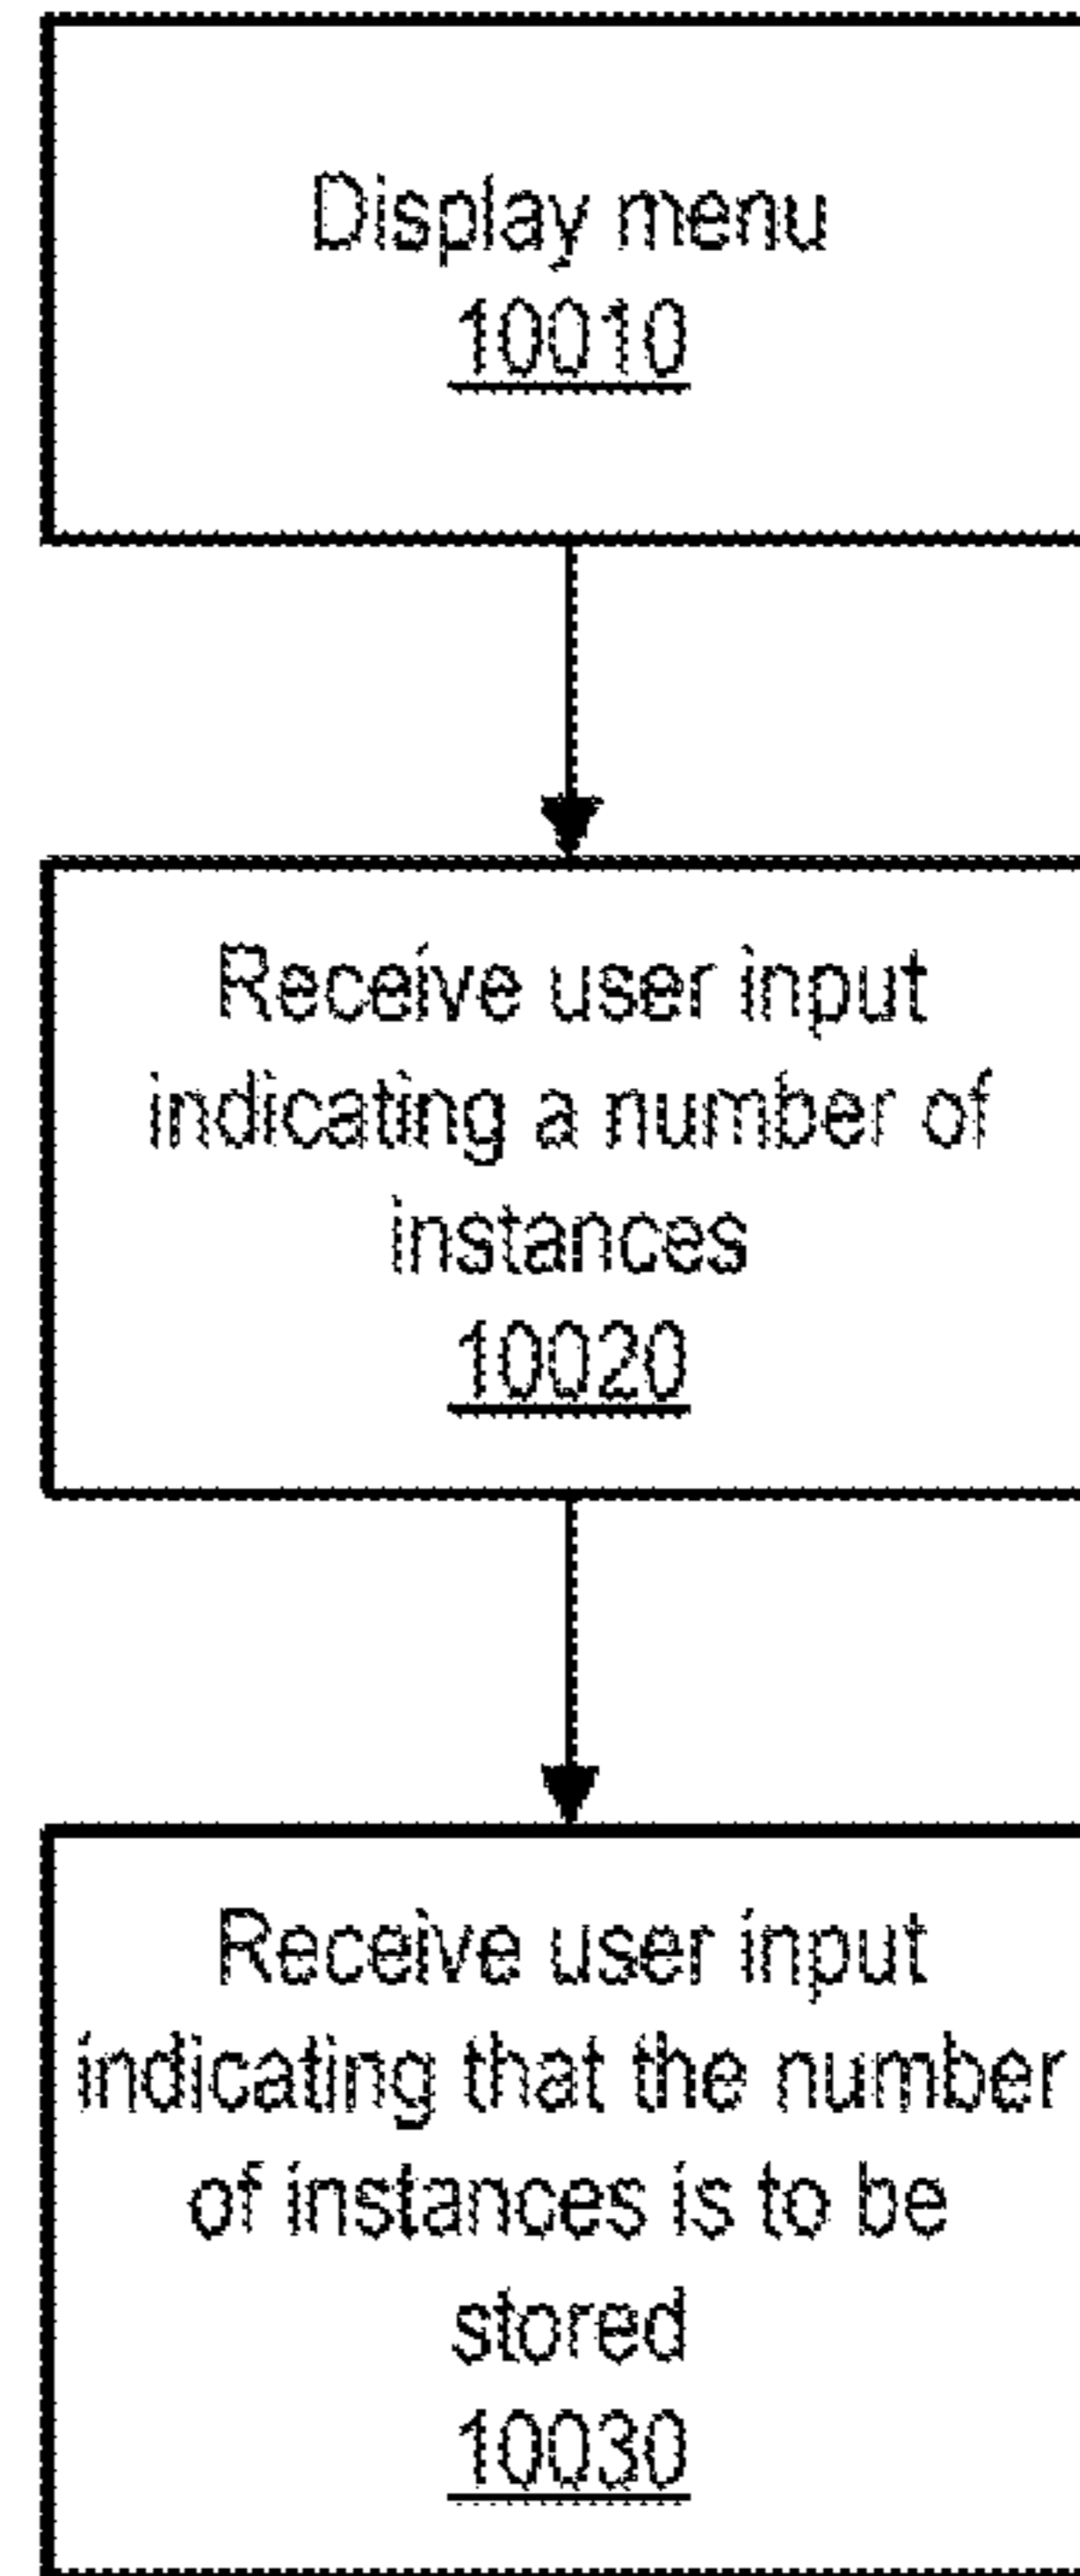 Display menu
10010
Receive user input
indicating a number of
instances
10020
Receive user input
indicating that the number
of instances is to be
stored
10030